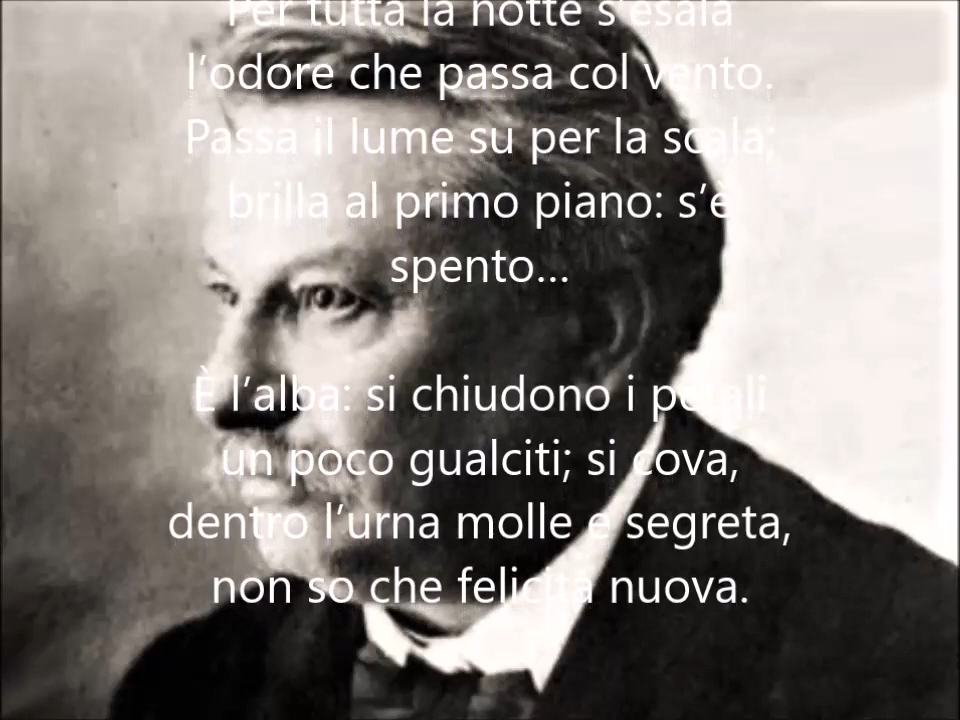 Per tutta la notte s’esala
l’odore che passa col vento.
Passa il lume su per la scala;
brilla al primo piano: s’è
spento…
È l’alba: si chiudono i petali
un poco gualciti; si cova,
dentro l’urna molle e segreta,
non so che felicità nuova.